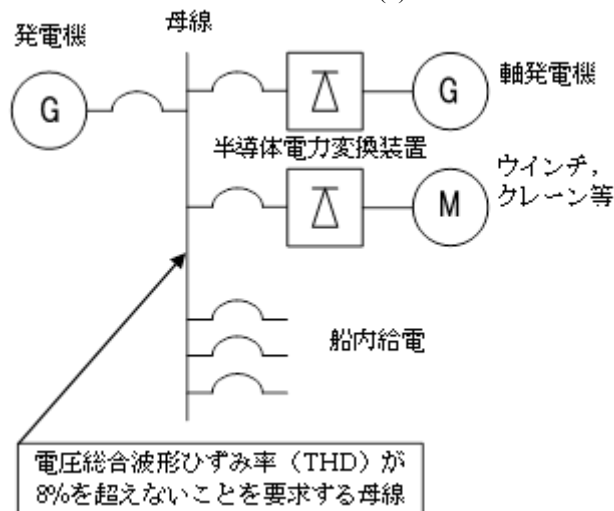 発電機
母線
G
G
軸発電機
半導体電力変換装置
M
ウインチ，
クレーン等
船内給電
電圧総合波形ひずみ率（THD）が
8%を超えないことを要求する母線